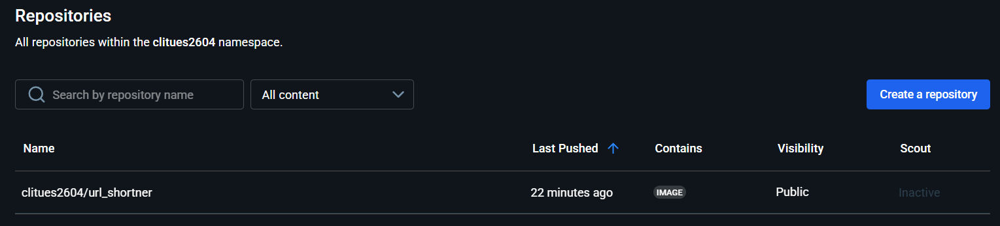 Repositories
All repositories within the clitues2604 namespace.
Search by repository name
All content
Create a repository
Name Last Pushed Contains Visibility Scout
clitues2604/url_shortner 22 minutes ago IMAGE Public Inactive